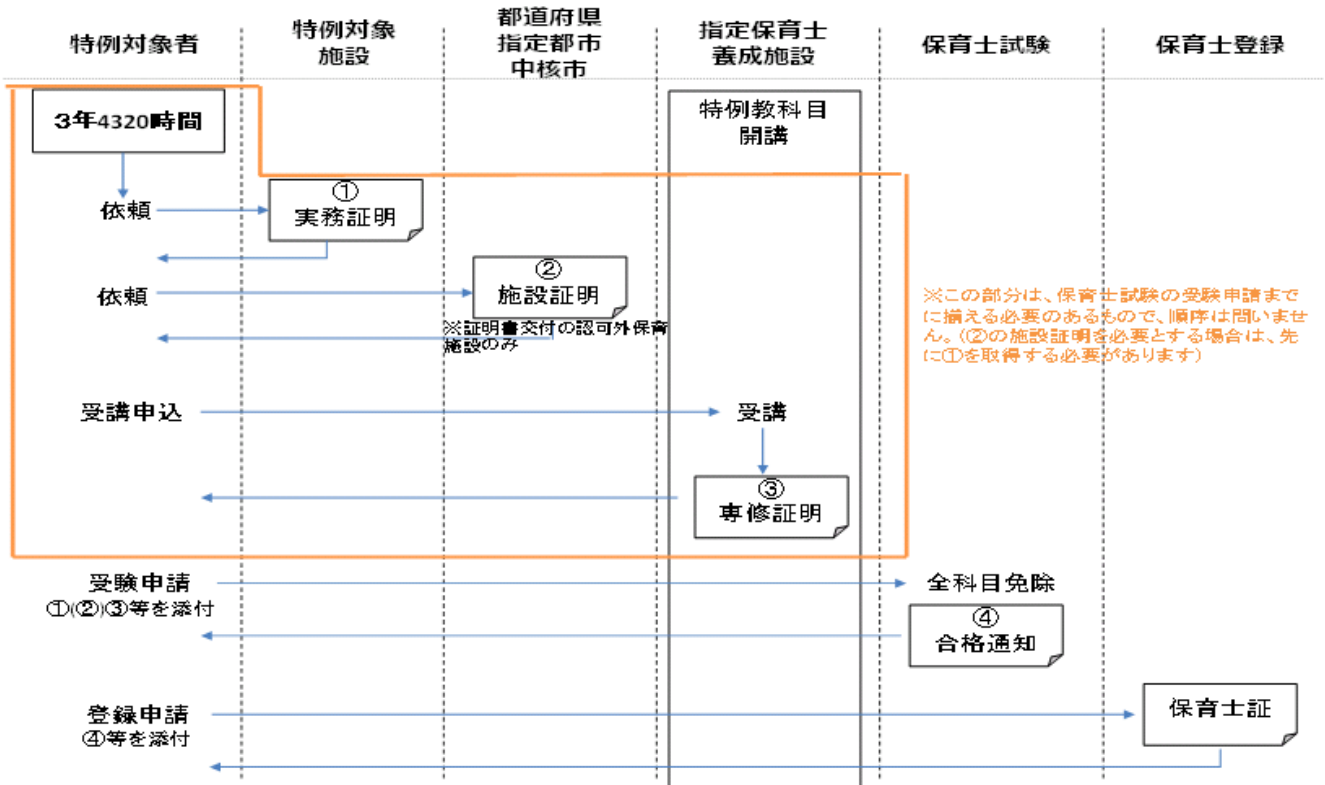 特例対象者
特例対象
施設
都道府県
指定都市
中核市
指定保育士
養成施設
保育士試験
保育士登録
3年4320時間
特例教科目
開講
依頼
①
実務証明
依頼
②
施設証明
※証明書交付の認可外保育
施設のみ
※この部分は、保育士試験の受験申請まで
に揃える必要のあるもので、順序は問いませ
ん。(②の施設証明を必要とする場合は、先
に①を取得する必要があります)
受講申込
受講
③
専修証明
受験申請
①(②)③等を添付
全科目免除
④
合格通知
登録申請
④等を添付
保育士証